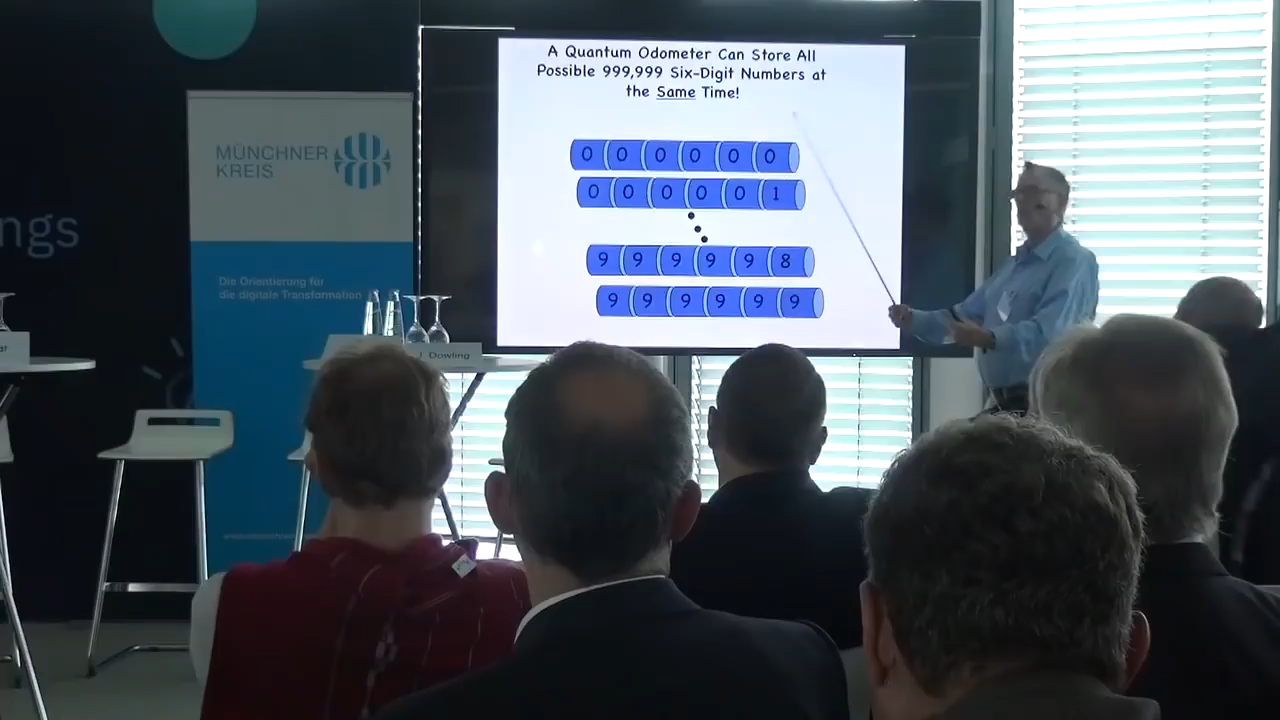 A Quantum Odometer Can Store All
Possible 999,999 Six-Digit Numbers at
the Same Time!
0 0 0 0 0 0
0 0 0 0 0 1
9 9 9 9 9 8
9 9 9 9 9 9
MÜNCHNER
KREIS
Die Orientierung für
die digitale Transformation
ngs
J. Dowling
ar